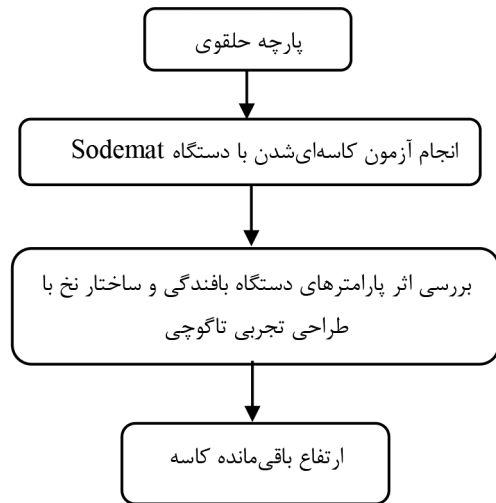 پارچه حلقوی
انجام آزمون کاسه‌ای‌شدن با دستگاه Sodemat
بررسی اثر پارامترهای دستگاه بافندگی و ساختار نخ با
طراحی تجربی تاگوچی
ارتفاع باقی‌مانده کاسه